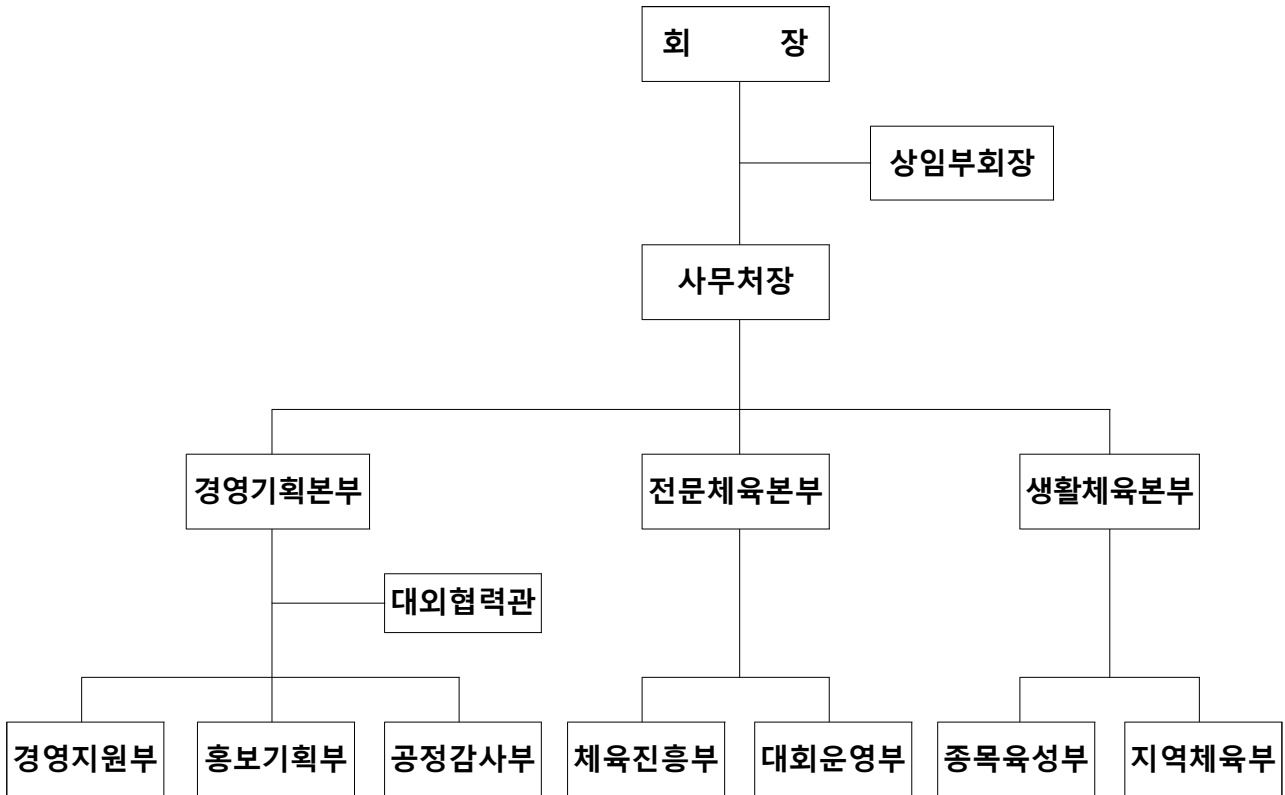 회 장
상임부회장
사무처장
경영기획본부 전문체육본부 생활체육본부
대외협력관
경영지원부 홍보기획부 공정감사부 체육진흥부 대회운영부 종목육성부 지역체육부